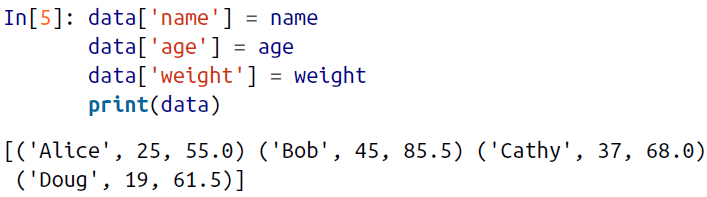 In[5]: data['name'] = name
data['age'] = age
data['weight'] = weight
print(data)
[('Alice', 25, 55.0) ('Bob', 45, 85.5) ('Cathy', 37, 68.0)
('Doug', 19, 61.5)]